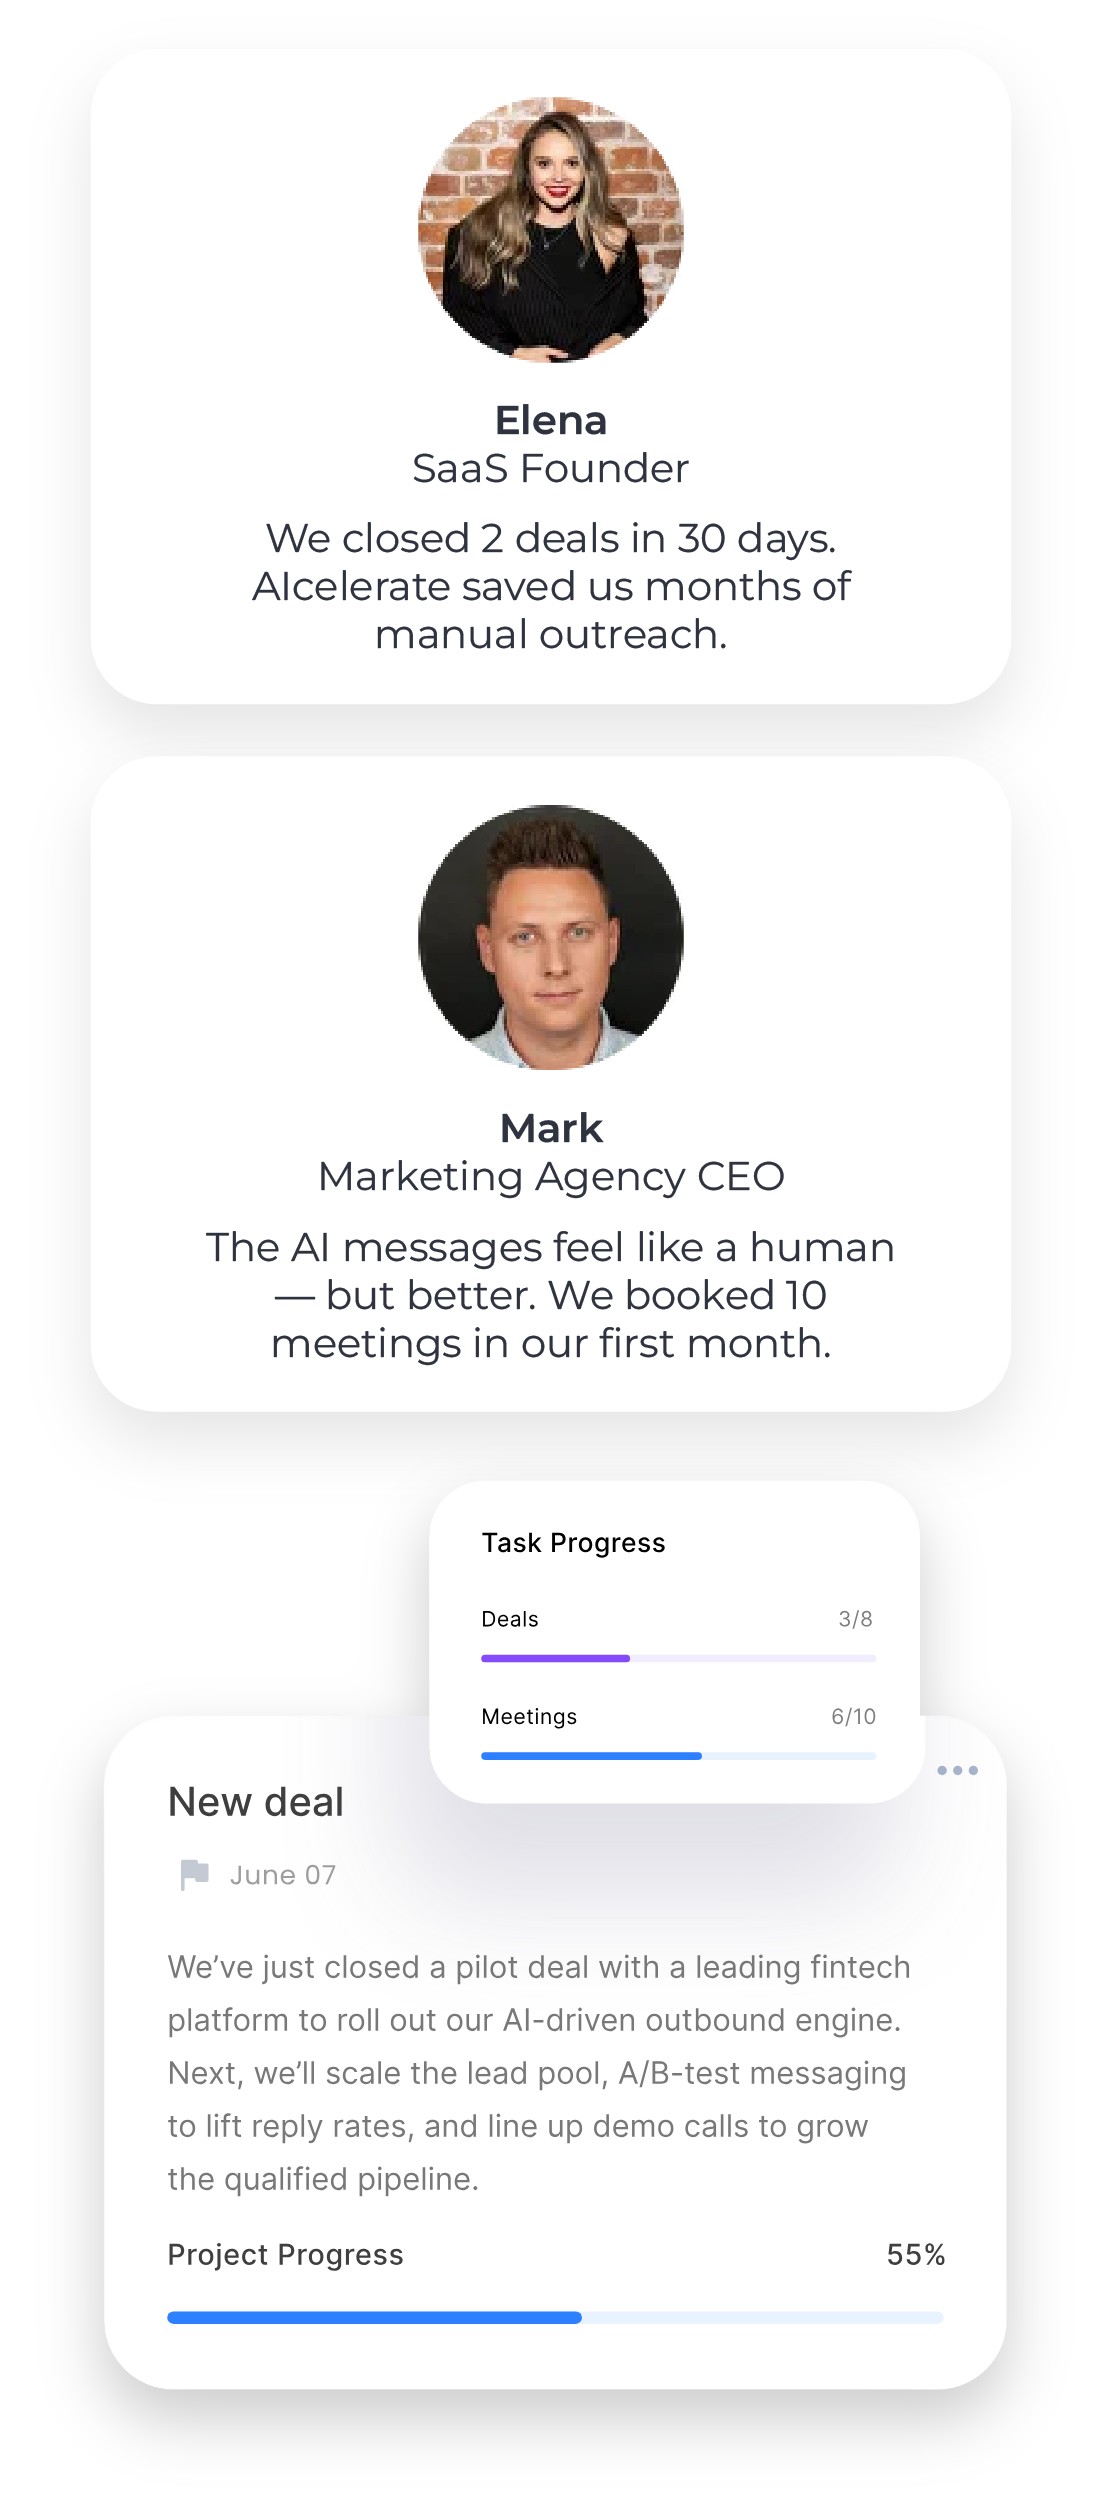 Elena
SaaS Founder
We closed 2 deals in 30 days.
AIcelerate saved us months of
manual outreach.
Mark
Marketing Agency CEO
The AI messages feel like a human
— but better. We booked 10
meetings in our first month.
Task Progress
Deals 3/8
Meetings 6/10
New deal
June 07
We’ve just closed a pilot deal with a leading fintech
platform to roll out our AI-driven outbound engine.
Next, we’ll scale the lead pool, A/B-test messaging
to lift reply rates, and line up demo calls to grow
the qualified pipeline.
Project Progress 55%